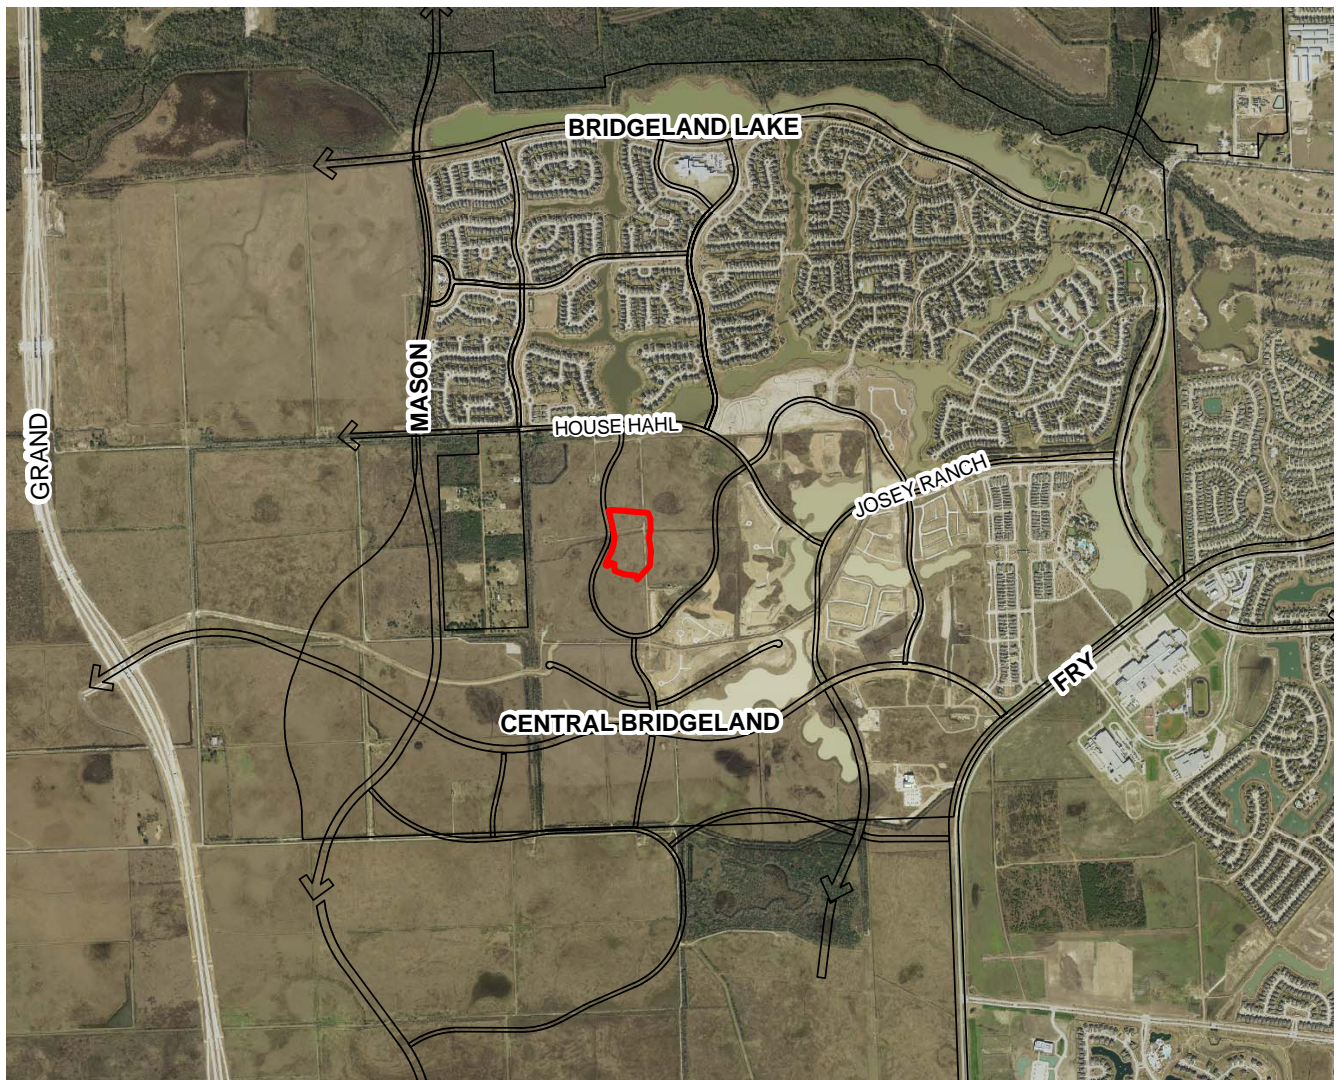 BRIDGELAND LAKE
MASON
GRAND
HOUSE HAHL
JOSEY RANCH
FRY
CENTRAL BRIDGELAND